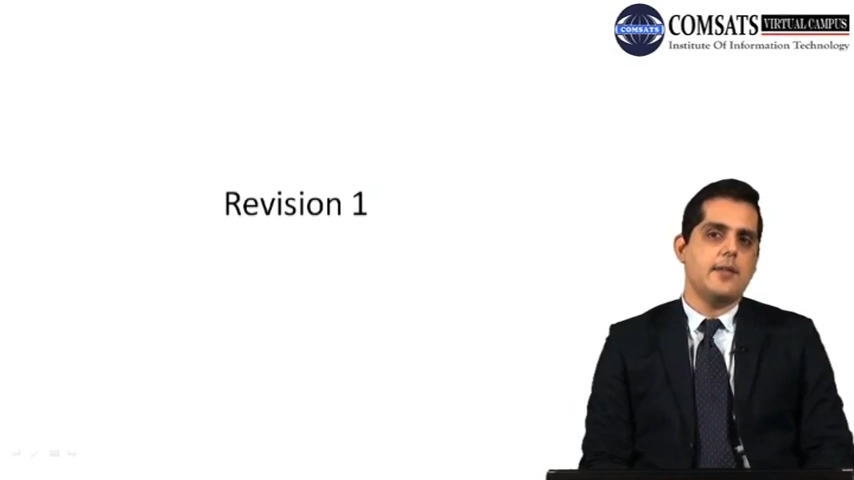 COMSATS VIRTUAL CAMPUS
Institute Of Information Technology
COMSATS
Revision 1